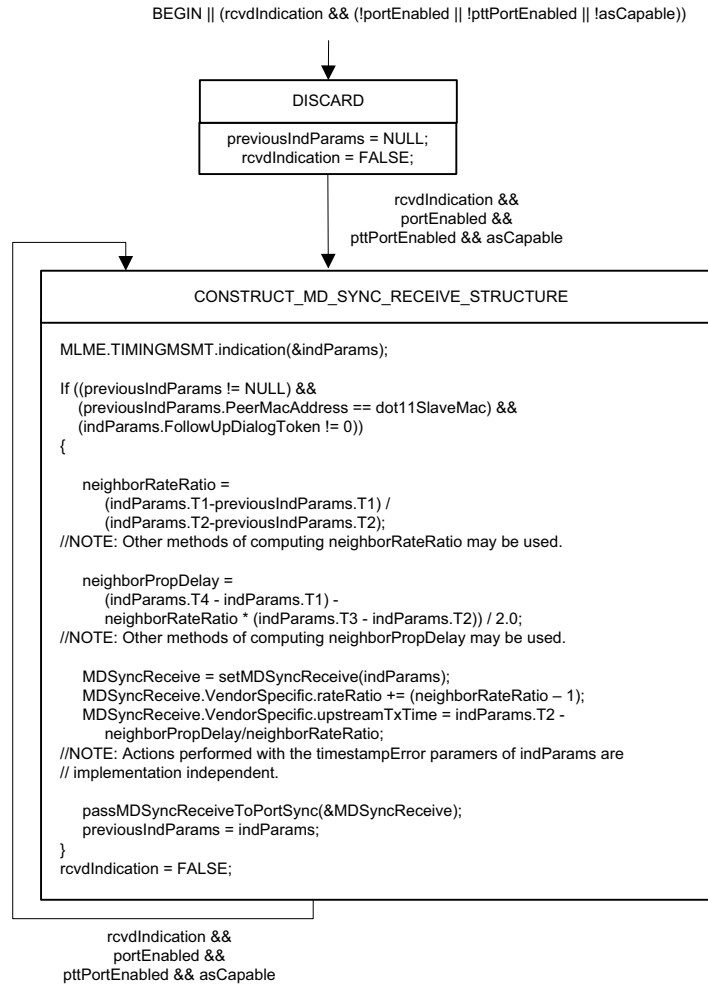 BEGIN || (rcvdIndication && (!portEnabled || !pttPortEnabled || !asCapable))
DISCARD
previousIndParams = NULL;
rcvdIndication = FALSE;
rcvdIndication &&
portEnabled &&
pttPortEnabled && asCapable
CONSTRUCT_MD_SYNC_RECEIVE_STRUCTURE
MLME.TIMINGMSMT.indication(&indParams);
If ((previousIndParams != NULL) &&
(previousIndParams.PeerMacAddress == dot11SlaveMac) &&
(indParams.FollowUpDialogToken != 0))
{
neighborRateRatio =
(indParams.T1-previousIndParams.T1) /
(indParams.T2-previousIndParams.T2);
//NOTE: Other methods of computing neighborRateRatio may be used.
neighborPropDelay =
(indParams.T4 - indParams.T1) -
neighborRateRatio * (indParams.T3 - indParams.T2)) / 2.0;
//NOTE: Other methods of computing neighborPropDelay may be used.
MDSyncReceive = setMDSyncReceive(indParams);
MDSyncReceive.VendorSpecific.rateRatio += (neighborRateRatio – 1);
MDSyncReceive.VendorSpecific.upstreamTxTime = indParams.T2 -
neighborPropDelay/neighborRateRatio;
//NOTE: Actions performed with the timestampError paramers of indParams are
// implementation independent.
passMDSyncReceiveToPortSync(&MDSyncReceive);
previousIndParams = indParams;
}
rcvdIndication = FALSE;
rcvdIndication &&
portEnabled &&
pttPortEnabled && asCapable